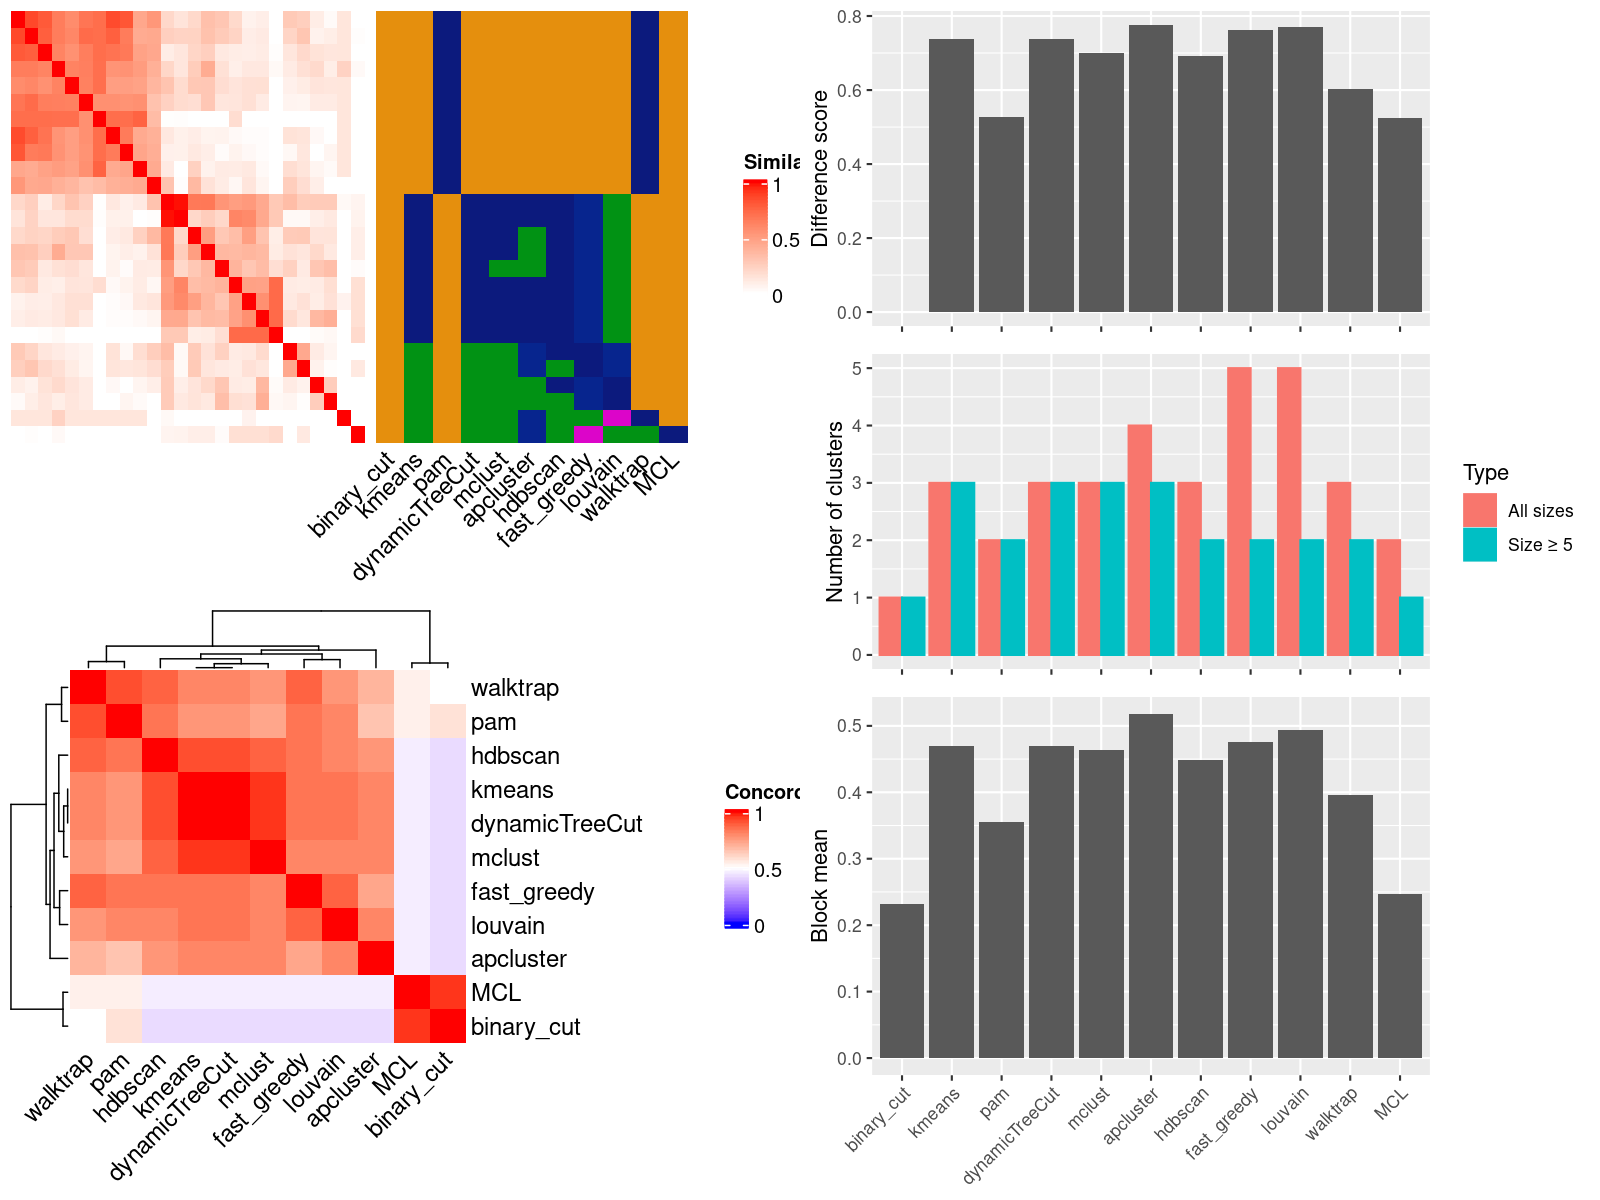 Simila
1
0.5
0
binary_cut
kmeans
pam
dynamicTreeCut
mclust
apcluster
hdbscan
fast_greedy
louvain
walktrap
MCL
walktrap
pam
hdbscan
kmeans
dynamicTreeCut
mclust
fast_greedy
louvain
apcluster
MCL
binary_cut
walktrap
pam
hdbscan
kmeans
dynamicTreeCut
mclust
fast_greedy
louvain
apcluster
MCL
binary_cut
Concord
1
0.5
0
Difference score
0.8
0.6
0.4
0.2
0.0
Number of clusters
5
4
3
2
1
0
Type
All sizes
Size ≥ 5
Block mean
0.5
0.4
0.3
0.2
0.1
0.0
binary_cut
kmeans
pam
dynamicTreeCut
mclust
apcluster
hdbscan
fast_greedy
louvain
walktrap
MCL